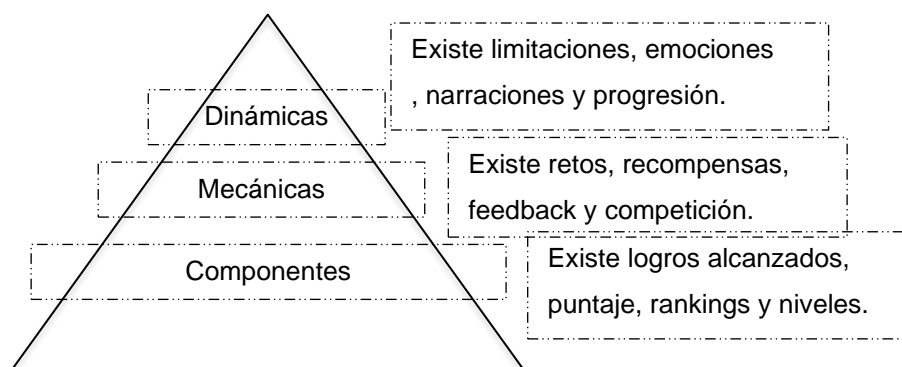 Existe limitaciones, emociones
, narraciones y progresión.
Dinámicas
Existe retos, recompensas,
feedback y competición.
Mecánicas
Existe logros alcanzados,
puntaje, rankings y niveles.
Componentes